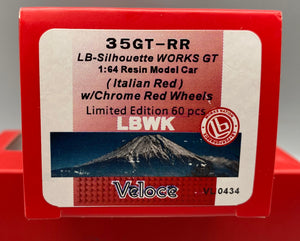 35GT-RR
LB-Silhouette WORKS GT
1:64 Resin Model Car
( Italian Red )
w/Chrome Red Wheels
Limited Edition 60 pcs
LBWK
Lb
Veloce